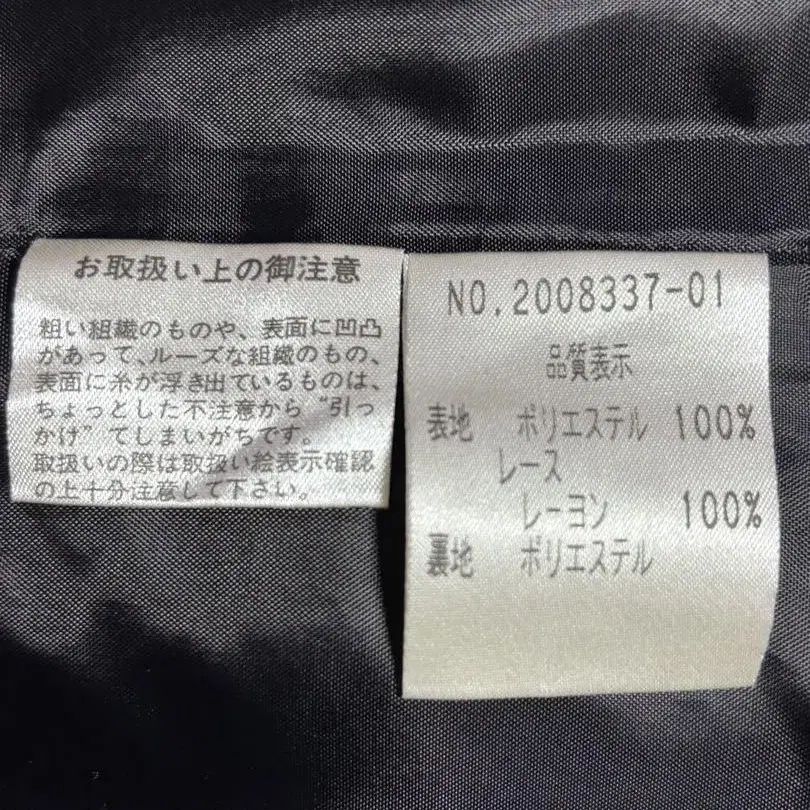 お取扱い上の御注意
粗い組織のものや、表面に凹凸
があって、ルーズな組織のもの、
表面に糸が浮き出ているものは、
ちょっとした不注意から“引っ
かけ”てしまいがちです。
取扱いの際は取扱い絵表示確認
の上十分注意して下さい。
NO.2008337-01
品質表示
表地 ポリエステル 100%
レース
レーヨン 100%
裏地 ポリエステル